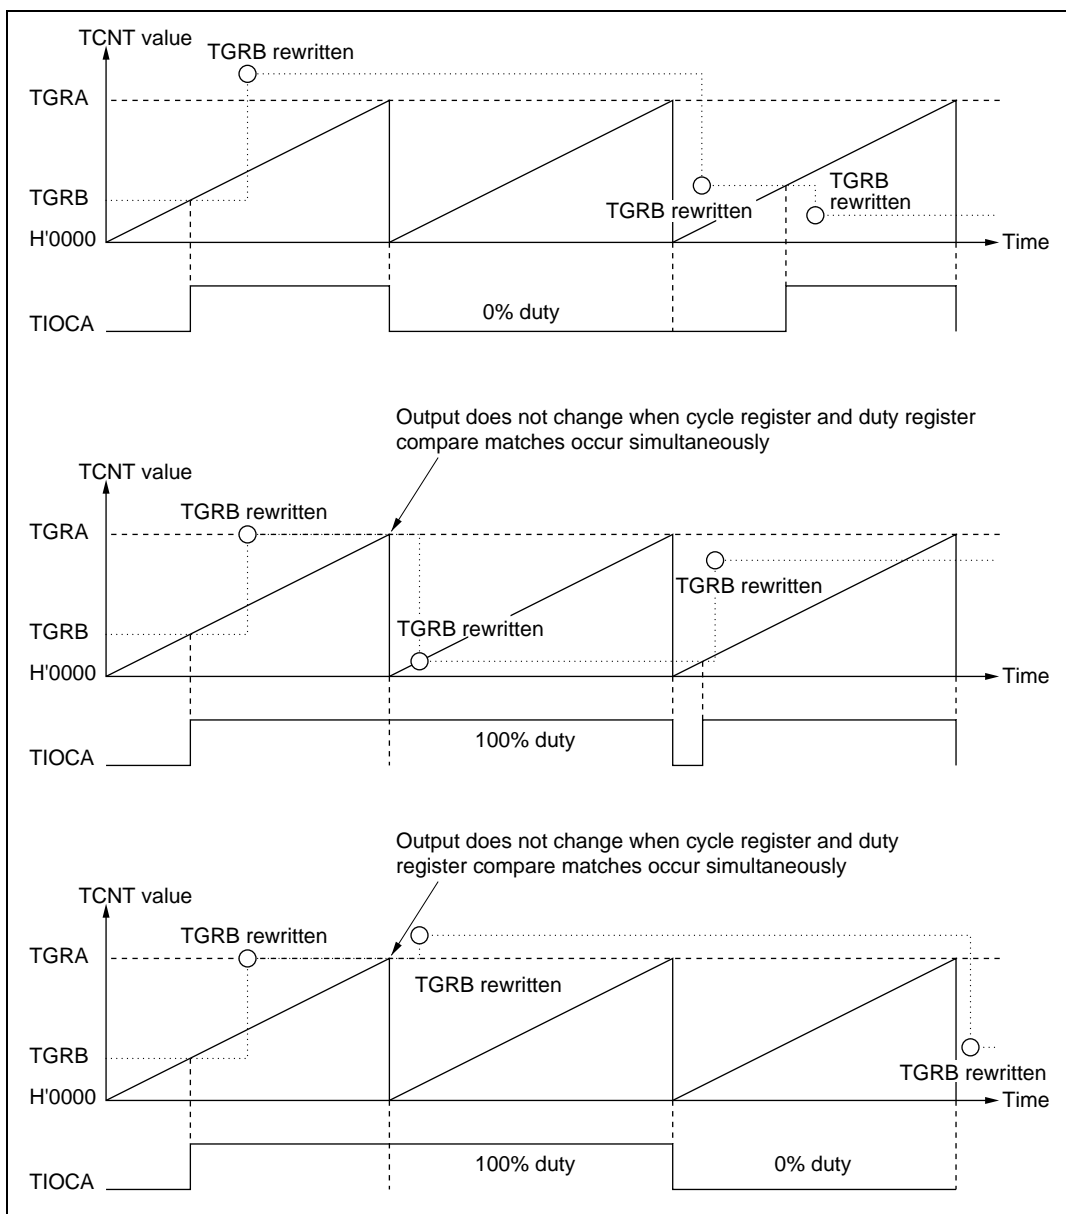 TCNT value
TGRB rewritten
TGRA
TGRB
TGRB rewritten
TGRB
rewritten
H'0000
Time
TIOCA
0% duty
Output does not change when cycle register and duty register
compare matches occur simultaneously
TCNT value
TGRB rewritten
TGRA
TGRB rewritten
TGRB
TGRB rewritten
H'0000
Time
TIOCA
100% duty
Output does not change when cycle register and duty
register compare matches occur simultaneously
TCNT value
TGRB rewritten
TGRA
TGRB rewritten
TGRB
TGRB rewritten
H'0000
Time
TIOCA
100% duty
0% duty